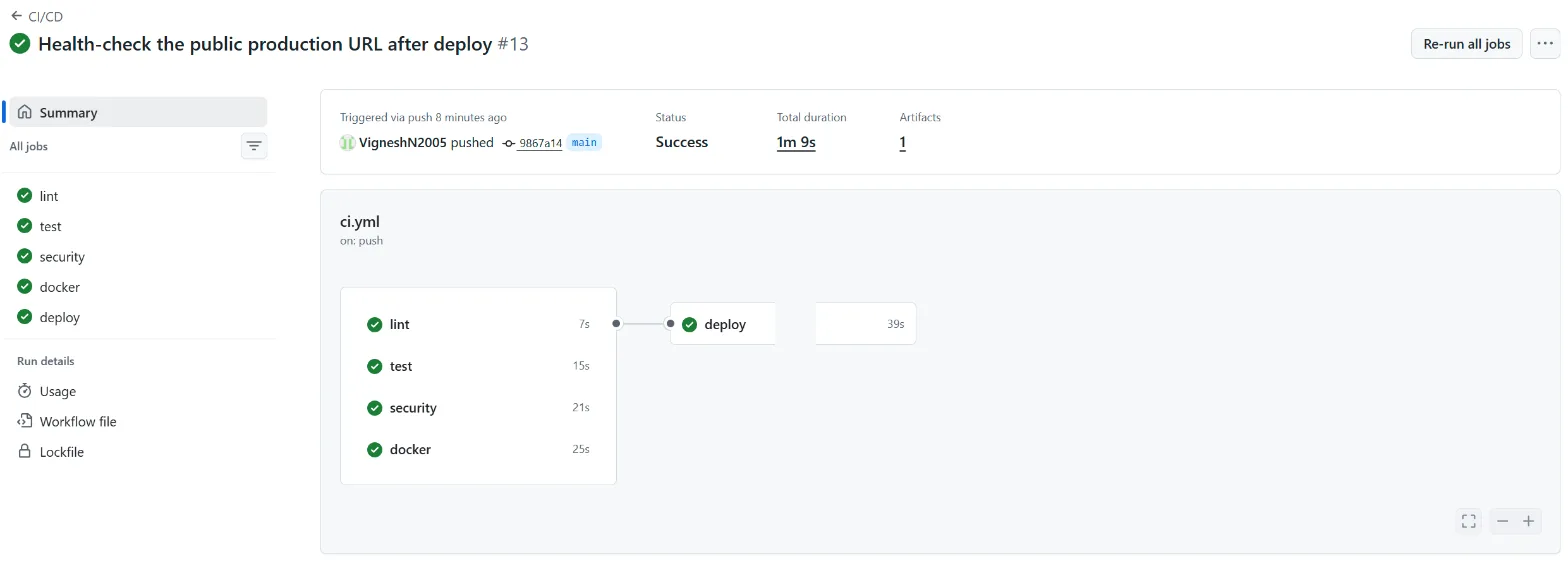 CI/CD
Health-check the public production URL after deploy #13
Re-run all jobs
Summary
All jobs
lint
test
security
docker
deploy
Run details
Usage
Workflow file
Lockfile
Triggered via push 8 minutes ago
VigneshN2005 pushed 9867a14 main
Status
Success
Total duration
1m 9s
Artifacts
1
ci.yml
on: push
lint 7s
test 15s
security 21s
docker 25s
deploy 39s